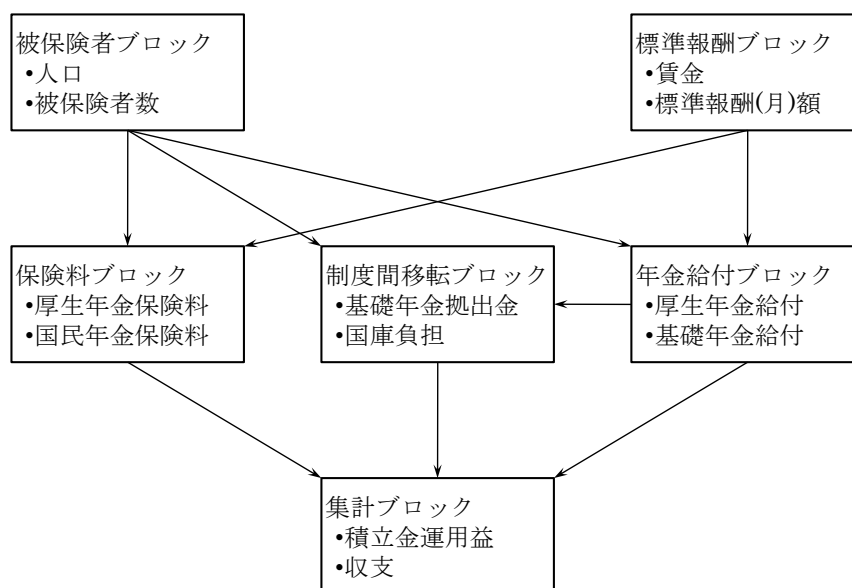 被保険者ブロック
•人口
•被保険者数
標準報酬ブロック
•賃金
•標準報酬(月)額
保険料ブロック
•厚生年金保険料
•国民年金保険料
制度間移転ブロック
•基礎年金拠出金
•国庫負担
年金給付ブロック
•厚生年金給付
•基礎年金給付
集計ブロック
•積立金運用益
•収支